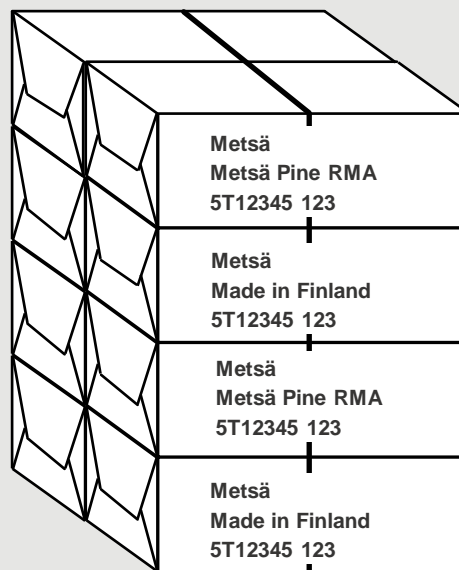 Metsä
Metsä Pine RMA
5T12345 123
Metsä
Made in Finland
5T12345 123
Metsä
Metsä Pine RMA
5T12345 123
Metsä
Made in Finland
5T12345 123